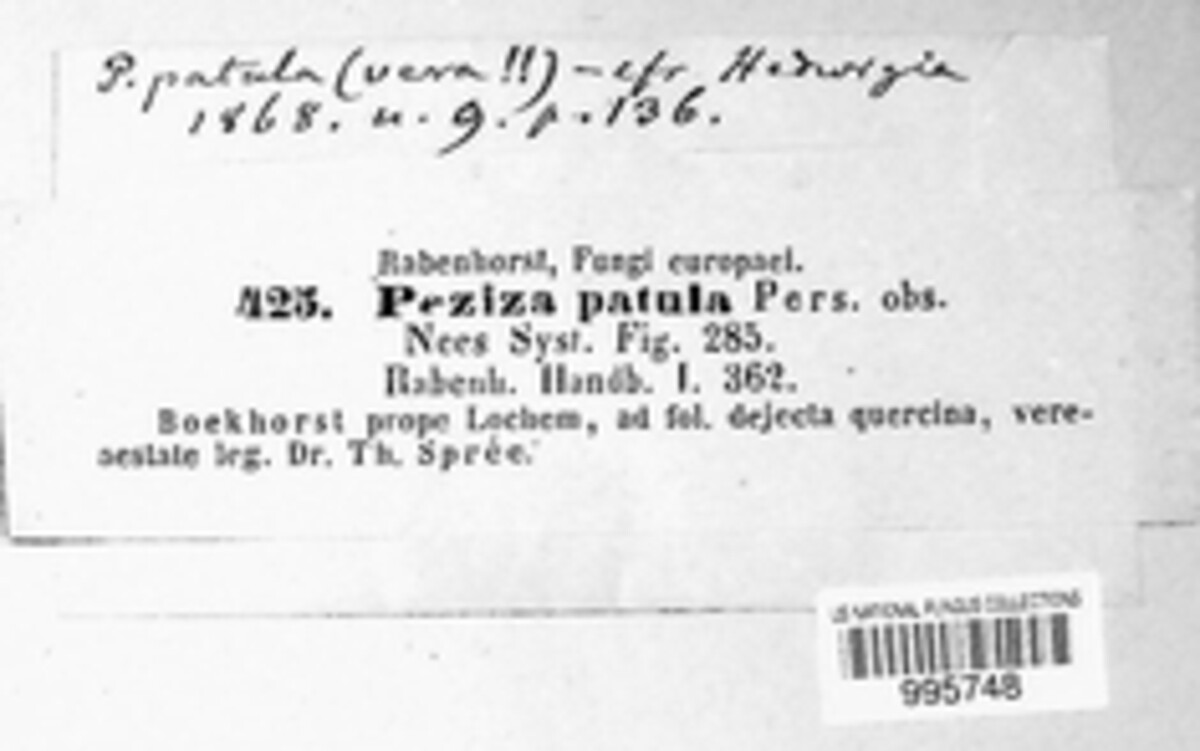 P. patula (vera !!) – cfr Hedwigia
1868. n. 9. p. 136.
Rabenhorst, Fungi europaei.
425. Peziza patula Pers. obs.
Nees Syst. Fig. 285.
Rabenh. Handb. I. 362.
Boekhorst prope Lochem, ad fol. dejecta quercina, vere-
aestate leg. Dr. Th. Sprée.
US NATIONAL FUNGUS COLLECTIONS
995748